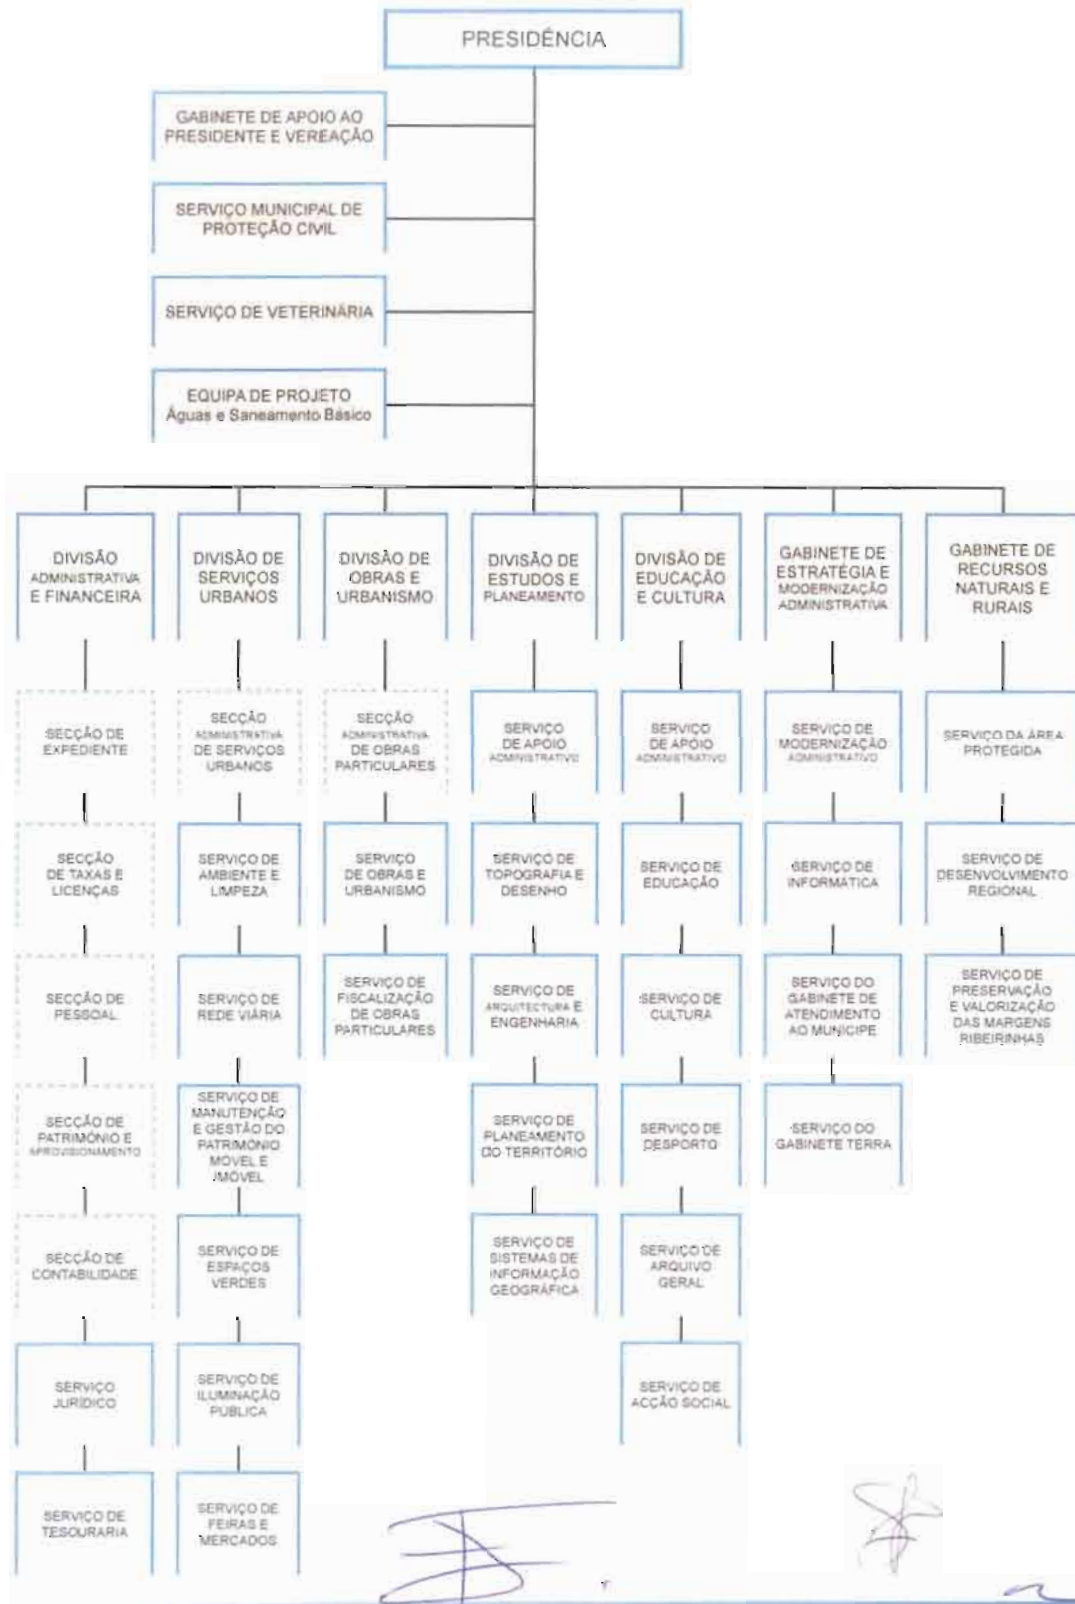 PRESIDÊNCIA
GABINETE DE APOIO AO
PRESIDENTE E VEREAÇÃO
SERVIÇO MUNICIPAL DE
PROTEÇÃO CIVIL
SERVIÇO DE VETERINÁRIA
EQUIPA DE PROJETO
Águas e Saneamento Básico
DIVISÃO
ADMINISTRATIVA
E FINANCEIRA
SECÇÃO DE
EXPEDIENTE
SECÇÃO
DE TAXAS E
LICENÇAS
SECÇÃO DE
PESSOAL
SECÇÃO DE
PATRIMÓNIO E
APROVISIONAMENTO
SECÇÃO DE
CONTABILIDADE
SERVIÇO
JURÍDICO
SERVIÇO DE
TESOURARIA
DIVISÃO DE
SERVIÇOS
URBANOS
SECÇÃO
ADMINISTRATIVA
DE SERVIÇOS
URBANOS
SERVIÇO DE
AMBIENTE E
LIMPEZA
SERVIÇO DE
REDE VIÁRIA
SERVIÇO DE
MANUTENÇÃO
E GESTÃO DO
PATRIMÓNIO
MÓVEL E
IMÓVEL
SERVIÇO DE
ESPAÇOS
VERDES
SERVIÇO DE
ILUMINAÇÃO
PÚBLICA
SERVIÇO DE
FEIRAS E
MERCADOS
DIVISÃO DE
OBRAS E
URBANISMO
SECÇÃO
ADMINISTRATIVA
DE OBRAS
PARTICULARES
SERVIÇO
DE OBRAS E
URBANISMO
SERVIÇO DE
FISCALIZAÇÃO
DE OBRAS
PARTICULARES
DIVISÃO DE
ESTUDOS E
PLANEAMENTO
SERVIÇO
DE APOIO
ADMINISTRATIVO
SERVIÇO DE
TOPOGRAFIA E
DESENHO
SERVIÇO DE
ARQUITECTURA E
ENGENHARIA
SERVIÇO DE
PLANEAMENTO
DO TERRITÓRIO
SERVIÇO DE
SISTEMAS DE
INFORMAÇÃO
GEOGRÁFICA
DIVISÃO DE
EDUCAÇÃO
E CULTURA
SERVIÇO
DE APOIO
ADMINISTRATIVO
SERVIÇO DE
EDUCAÇÃO
SERVIÇO DE
CULTURA
SERVIÇO DE
DESPORTO
SERVIÇO DE
ARQUIVO
GERAL
SERVIÇO DE
ACÇÃO SOCIAL
GABINETE DE
ESTRATÉGIA E
MODERNIZAÇÃO
ADMINISTRATIVA
SERVIÇO DE
MODERNIZAÇÃO
ADMINISTRATIVO
SERVIÇO DE
INFORMÁTICA
SERVIÇO DO
GABINETE DE
ATENDIMENTO
AO MUNÍCIPE
SERVIÇO DO
GABINETE TERRA
GABINETE DE
RECURSOS
NATURAIS E
RURAIS
SERVIÇO DA ÁREA
PROTEGIDA
SERVIÇO DE
DESENVOLVIMENTO
REGIONAL
SERVIÇO DE
PRESERVAÇÃO
E VALORIZAÇÃO
DAS MARGENS
RIBEIRINHAS